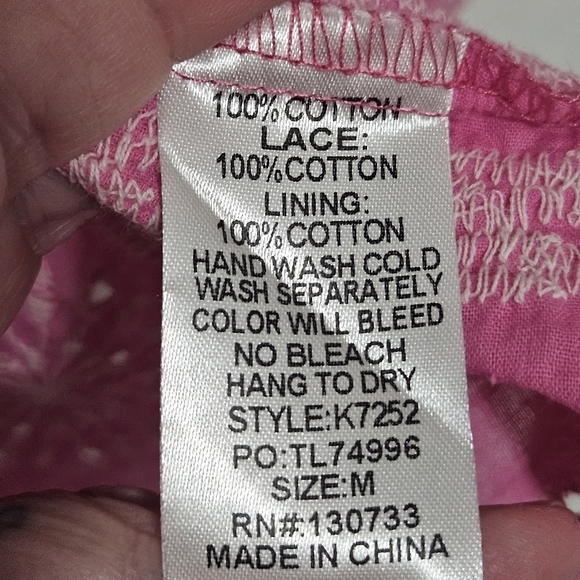 100% COTTON
LACE:
100%COTTON
LINING:
100%COTTON
HAND WASH COLD
WASH SEPARATELY
COLOR WILL BLEED
NO BLEACH
HANG TO DRY
STYLE:K7252
PO:TL74996
SIZE:M
RN#:130733
MADE IN CHINA